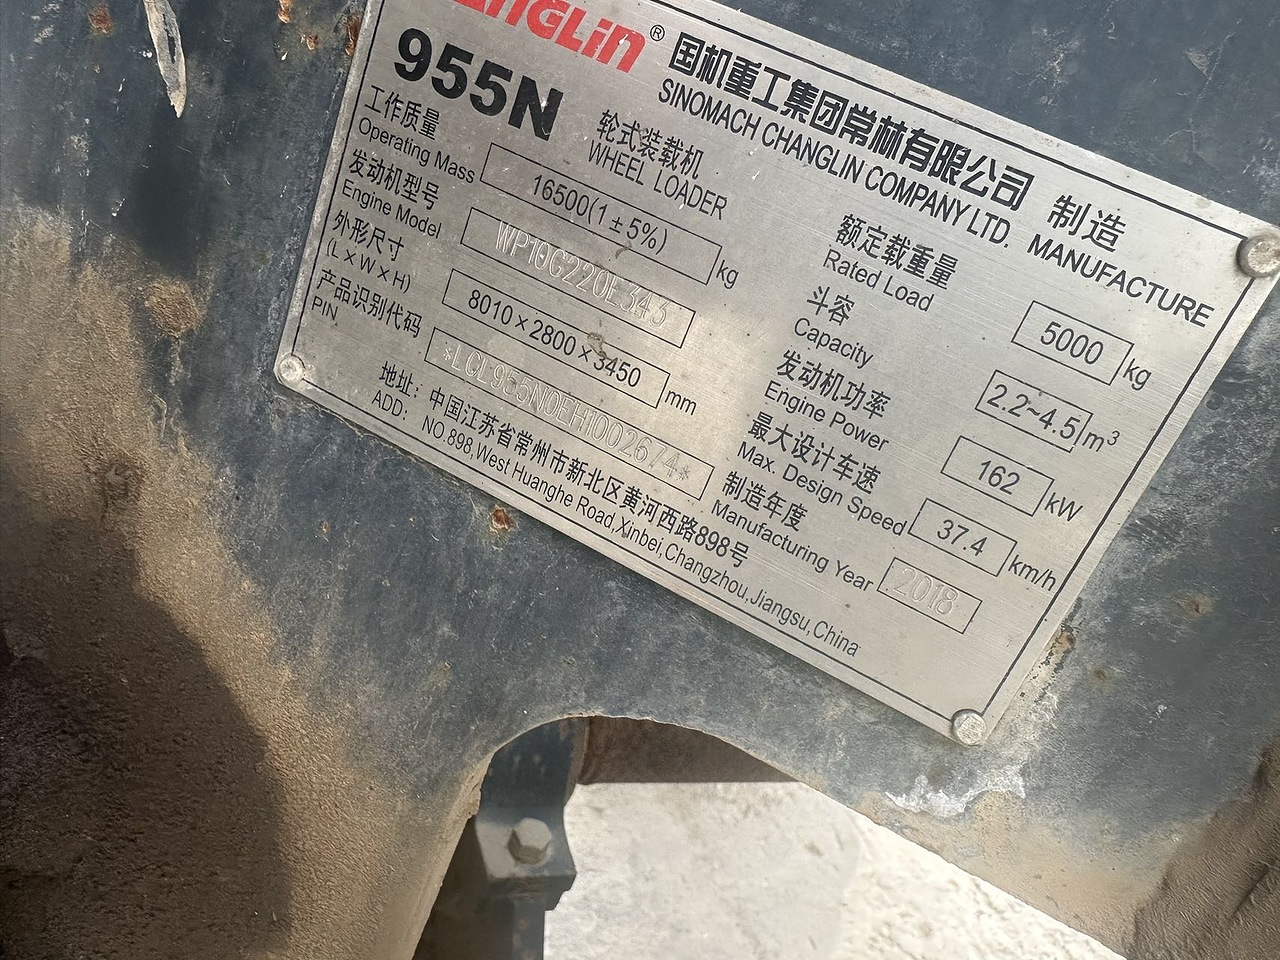 CHANGLIN®
国机重工集团常林有限公司 制造
SINOMACH CHANGLIN COMPANY LTD. MANUFACTURE
955N 轮式装载机
WHEEL LOADER
工作质量
Operating Mass 16500(1±5%) kg
发动机型号
Engine Model WP10G220E343
外形尺寸
(L×W×H) 8010×2800×3450 mm
产品识别代码
PIN *LCL955N0EH1002674*
额定载重量
Rated Load 5000 kg
斗容
Capacity 2.2~4.5 m³
发动机功率
Engine Power 162 kW
最大设计车速
Max. Design Speed 37.4 km/h
制造年度
Manufacturing Year 2018
地址：中国江苏省常州市新北区黄河西路898号
ADD: NO.898,West Huanghe Road,Xinbei,Changzhou,Jiangsu,China